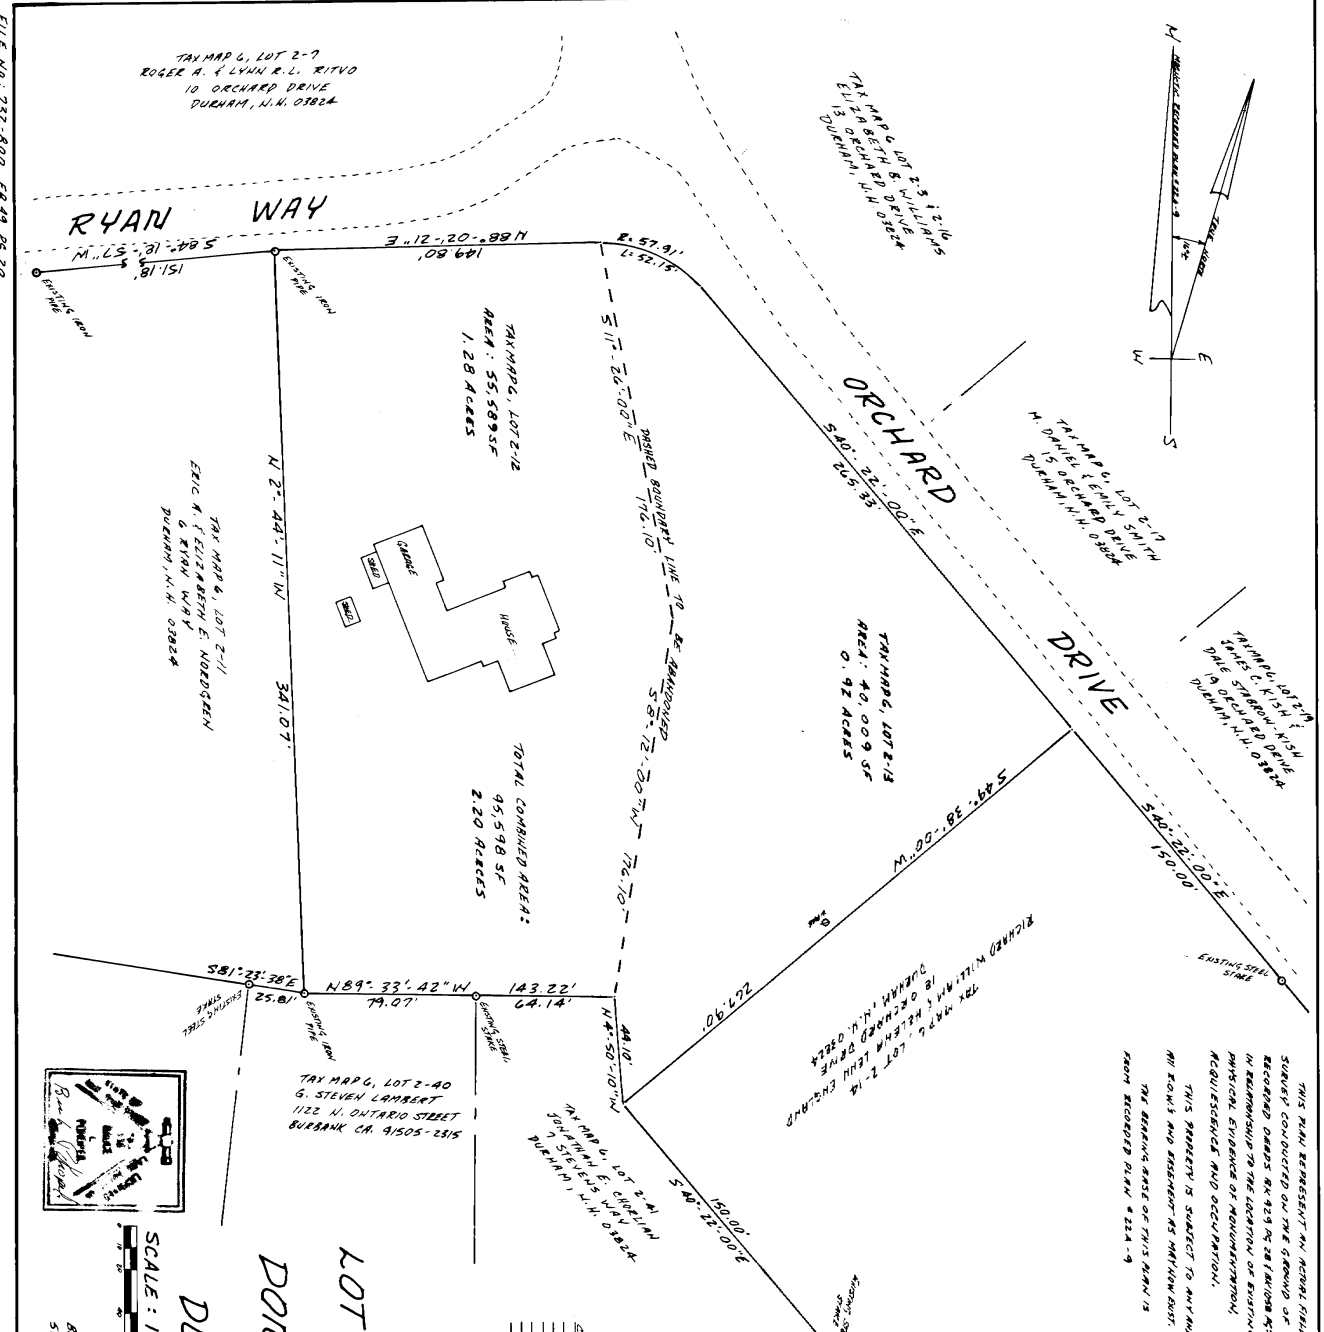 TAX MAP 6, LOT 2-7
ROGER A. & LYNN R.L. RITVO
10 ORCHARD DRIVE
DURHAM, N.H. 03824
TAX MAP 6 LOT 2-3 & 2-16
ELIZABETH B. WILLIAMS
13 ORCHARD DRIVE
DURHAM, N.H. 03824
M
TRUE NORTH
W
E
S
RYAN WAY
S 84°-18'-57" W
151.18'
EXISTING IRON
PIPE
N 88°-20'-12" E
149.80'
EXISTING IRON
PIPE
R=57.91'
L=52.15'
ORCHARD DRIVE
TAX MAP 6, LOT 2-17
M. DANIEL & EMILY SMITH
15 ORCHARD DRIVE
DURHAM, N.H. 03824
TAX MAP 6, LOT 2-19
JAMES C. KISH &
DALE STARROW-KISH
19 ORCHARD DRIVE
DURHAM, N.H. 03824
TAX MAP 6, LOT 2-12
AREA: 55,589 SF
1.28 ACRES
S 11°-26'-00" E
176.10'
DASHED BOUNDARY LINE TO BE ABANDONED
S 8°-12'-00" W
176.10'
S 40°-22'-00" E
265.33'
N 2°-44'-11" W
341.07'
TAX MAP 6, LOT 2-11
ERIC A. & ELIZABETH E. NORDGREN
6 RYAN WAY
DURHAM, N.H. 03824
GARAGE
SHED
SHED
HOUSE
TAX MAP 6, LOT 2-13
AREA: 40,009 SF
0.92 ACRES
TOTAL COMBINED AREA:
95,598 SF
2.20 ACRES
S 49°-38'-00" W
267.90'
S 40°-22'-00" E
150.00'
EXISTING STEEL
STAKE
RICHARD WILLIAM & HELENA LEHN ENGLAND
18 ORCHARD DRIVE
DURHAM, N.H. 03824
TAX MAP 6, LOT 2-14
S 81°-23'-38" E
25.81'
EXISTING STEEL
STAKE
N 89°-33'-42" W
79.07'
143.22'
64.14'
EXISTING IRON
PIPE
EXISTING STEEL
STAKE
44.10'
N 4°-50'-10" W
TAX MAP 6, LOT 2-40
G. STEVEN LAMBERT
1122 N. ONTARIO STREET
BURBANK CA. 91505-2315
TAX MAP 6, LOT 2-41
JONATHAN E. CHORLIAN
7 STEVENS WAY
DURHAM, N.H. 03824
150.00'
S 40°-22'-00" E
THIS PLAN REPRESENT AN ACTUAL
SURVEY CONDUCTED ON THE GROUND OF
IN RELATIONSHIP TO THE LOCATION OF
PHYSICAL EVIDENCE OF MONUMENTATION,
ACQUIESCENCE AND OCCUPATION.
THIS PROPERTY IS SUBJECT TO ANY
All R.O.W.'S AND EASEMENT AS MAY NOW EXIST.
THE BEARING BASE OF THIS PLAN IS
FROM RECORDED PLAN # 22A-9
SCALE: 1
LOT